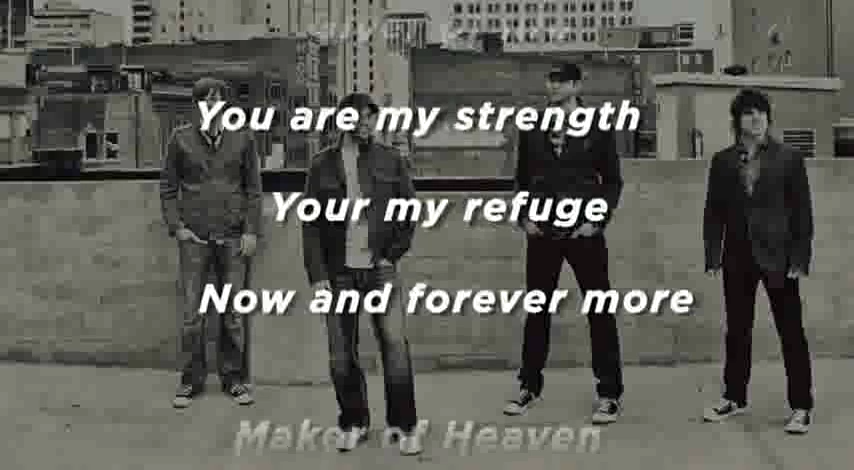 You are my strength
Your my refuge
Now and forever more
Maker of Heaven